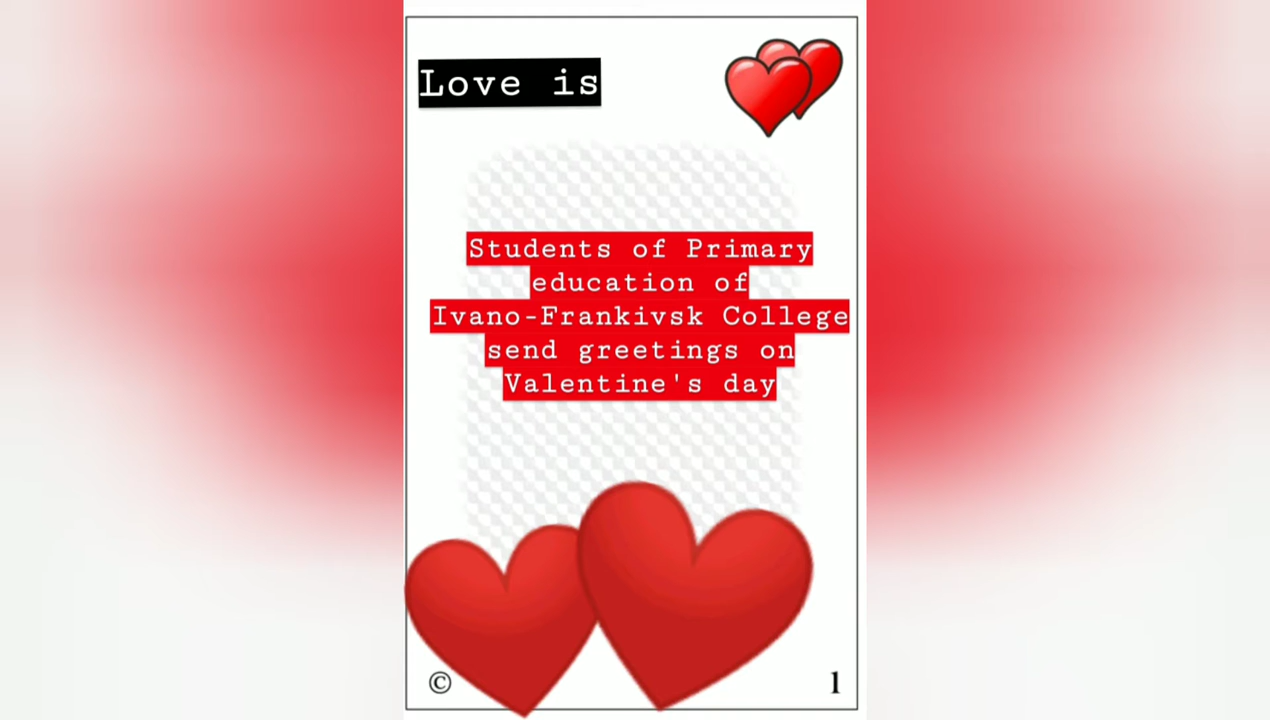 Love is
Students of Primary
education of
Ivano-Frankivsk College
send greetings on
Valentine's day
© 1